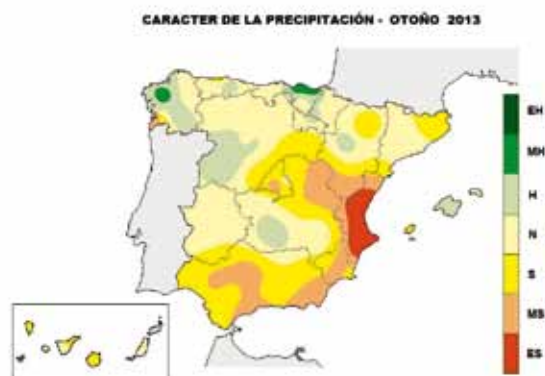 CARACTER DE LA PRECIPITACIÓN - OTOÑO 2013
EH
MH
H
N
S
MS
ES